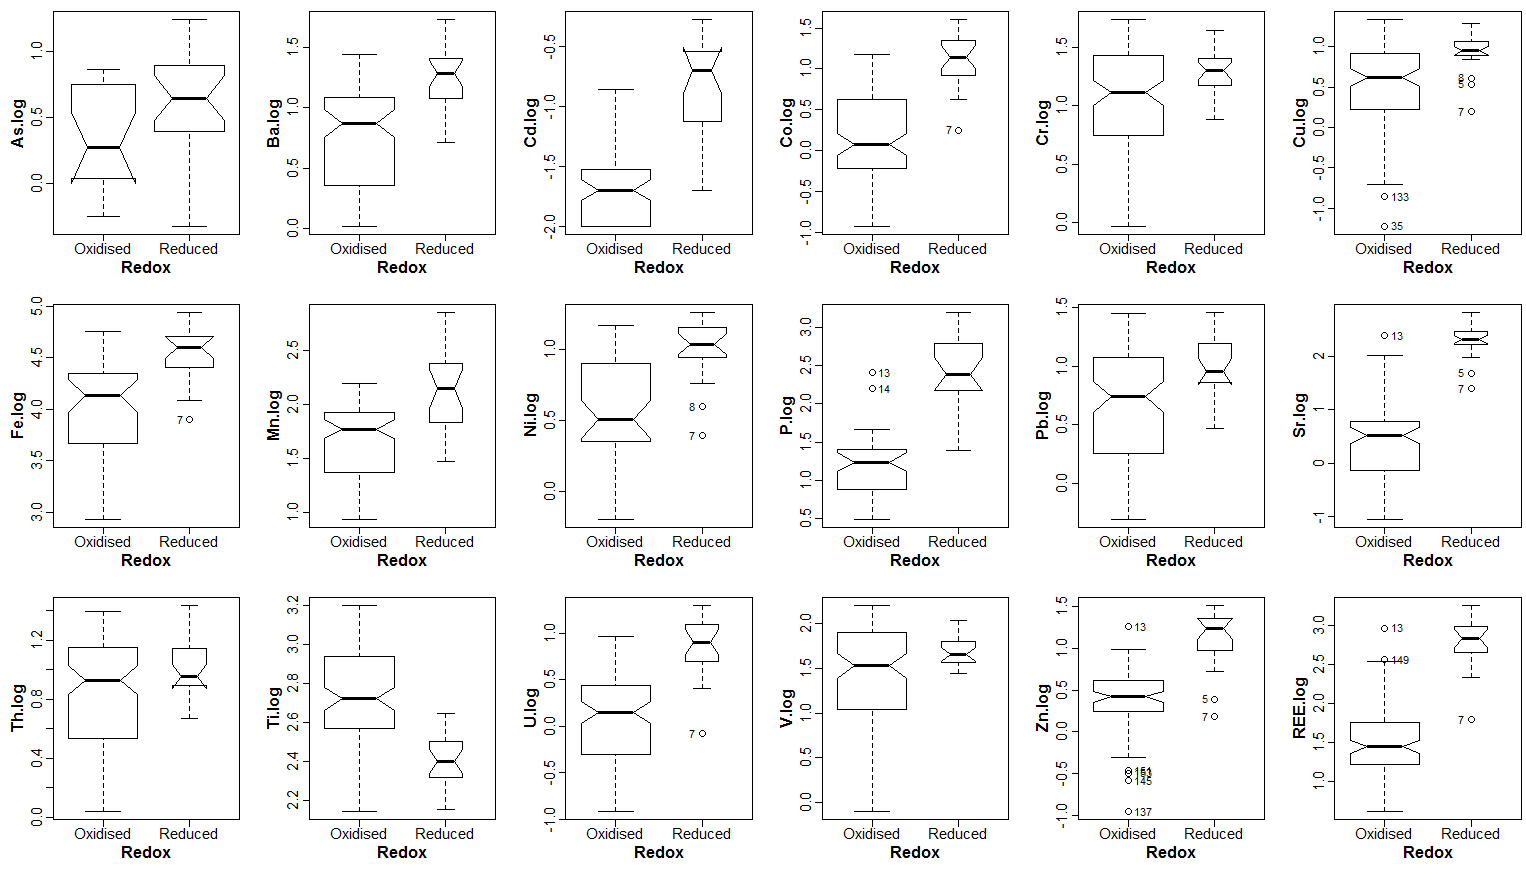 As.log
0.0 0.5 1.0
Oxidised Reduced
Redox
Ba.log
0.0 0.5 1.0 1.5
Oxidised Reduced
Redox
Cd.log
-2.0 -1.5 -1.0 -0.5
Oxidised Reduced
Redox
Co.log
-1.0 -0.5 0.0 0.5 1.0 1.5
7
Oxidised Reduced
Redox
Cr.log
0.0 0.5 1.0 1.5
Oxidised Reduced
Redox
Cu.log
-1.0 -0.5 0.0 0.5 1.0
8
5
7
133
35
Oxidised Reduced
Redox
Fe.log
3.0 3.5 4.0 4.5 5.0
7
Oxidised Reduced
Redox
Mn.log
1.0 1.5 2.0 2.5
Oxidised Reduced
Redox
Ni.log
0.0 0.5 1.0
8
7
Oxidised Reduced
Redox
P.log
0.5 1.0 1.5 2.0 2.5 3.0
13
14
Oxidised Reduced
Redox
Pb.log
0.0 0.5 1.0 1.5
Oxidised Reduced
Redox
Sr.log
-1 0 1 2
13
5
7
Oxidised Reduced
Redox
Th.log
0.0 0.4 0.8 1.2
Oxidised Reduced
Redox
Ti.log
2.2 2.4 2.6 2.8 3.0 3.2
Oxidised Reduced
Redox
U.log
-1.0 -0.5 0.0 0.5 1.0
7
Oxidised Reduced
Redox
V.log
0.0 0.5 1.0 1.5 2.0
Oxidised Reduced
Redox
Zn.log
-1.0 -0.5 0.0 0.5 1.0 1.5
13
5
7
145
137
Oxidised Reduced
Redox
REE.log
1.0 1.5 2.0 2.5 3.0
13
149
7
Oxidised Reduced
Redox